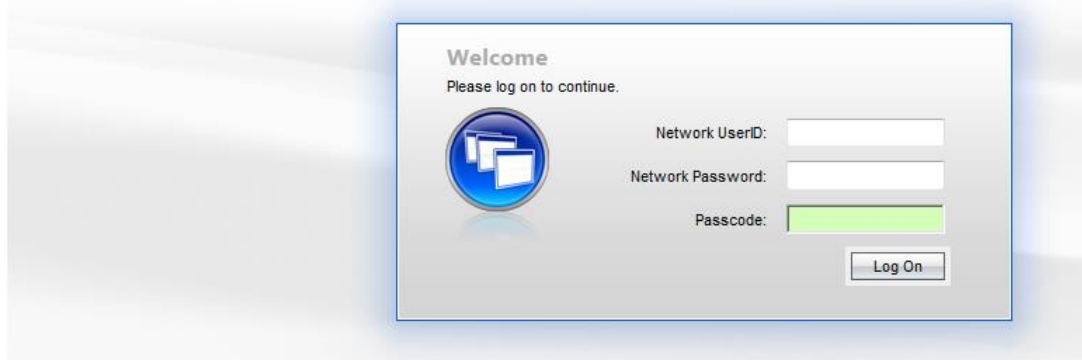 Welcome
Please log on to continue.
Network UserID:
Network Password:
Passcode:
Log On